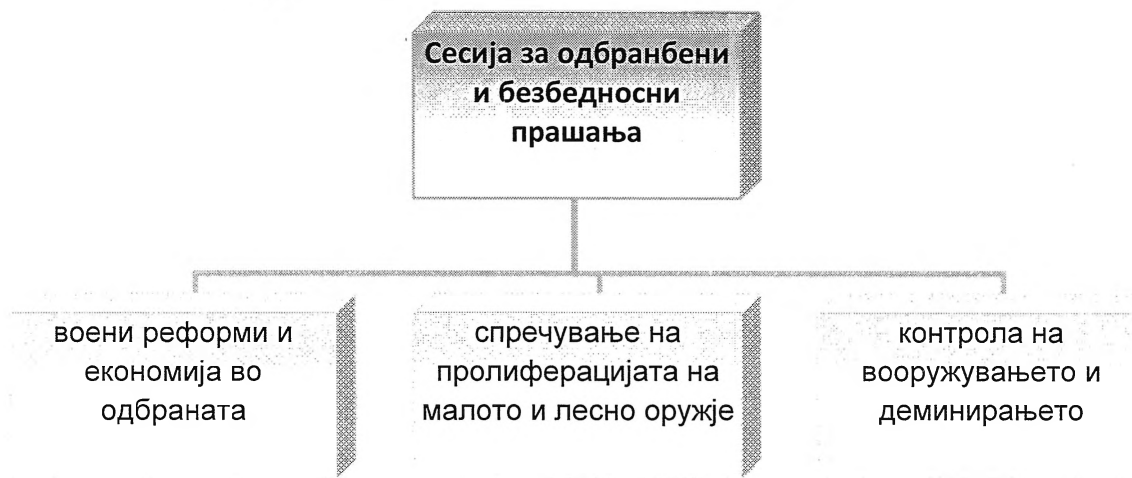 Сесија за одбранбени
и безбедносни
прашања
воени реформи и
економија во
одбраната
спречување на
пролиферацијата на
малото и лесно оружје
контрола на
вооружувањето и
деминирањето